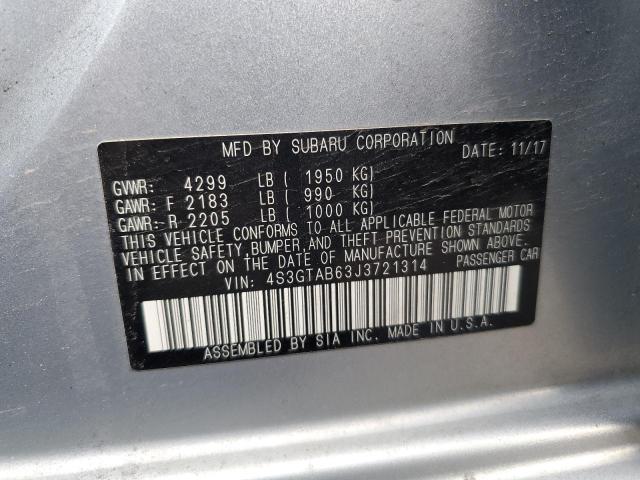 MFD BY SUBARU CORPORATION
DATE: 11/17
GVWR: 4299 LB ( 1950 KG)
GAWR: F 2183 LB ( 990 KG)
GAWR: R 2205 LB ( 1000 KG)
THIS VEHICLE CONFORMS TO ALL APPLICABLE FEDERAL MOTOR
VEHICLE SAFETY, BUMPER, AND THEFT PREVENTION STANDARDS
IN EFFECT ON THE DATE OF MANUFACTURE SHOWN ABOVE.
VIN: 4S3GTAB63J3721314 PASSENGER CAR
ASSEMBLED BY SIA INC. MADE IN U.S.A.